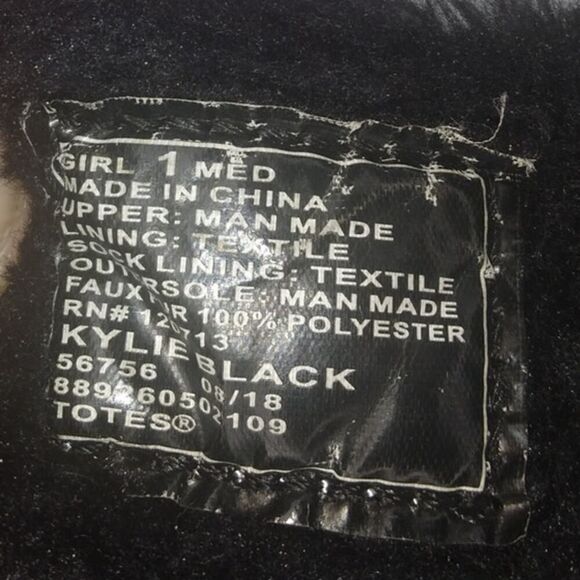 GIRL 1 MED
MADE IN CHINA
UPPER: MAN MADE
LINING: TEXTILE
SOCK LINING: TEXTILE
OUTERSOLE: MAN MADE
FAUX FUR 100% POLYESTER
RN#
KYLIE BLACK
56756 08/18
TOTES®